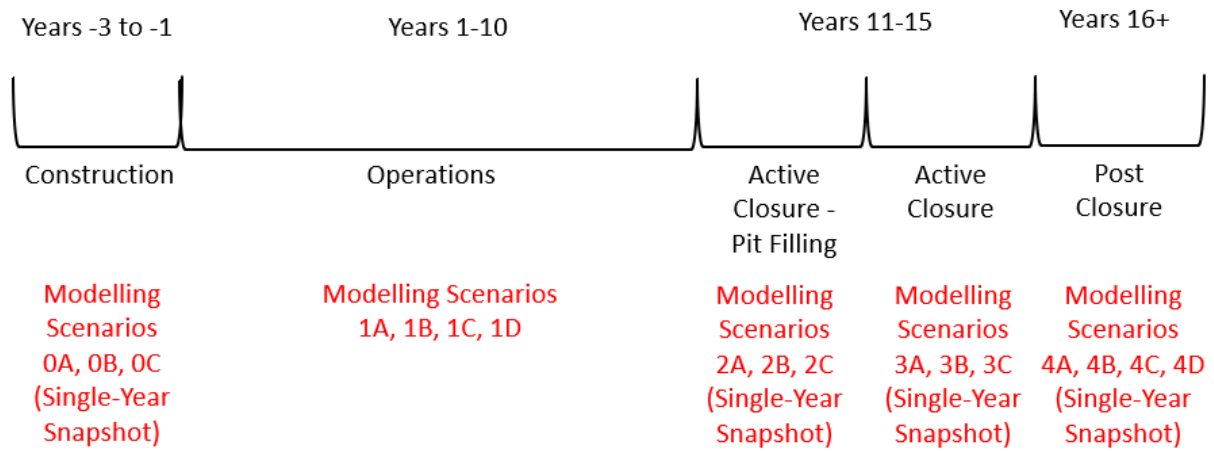 Years -3 to -1
Years 1-10
Years 11-15
Years 16+
Construction
Operations
Active
Closure -
Pit Filling
Active
Closure
Post
Closure
Modelling
Scenarios
0A, 0B, 0C
(Single-Year
Snapshot)
Modelling Scenarios
1A, 1B, 1C, 1D
Modelling
Scenarios
2A, 2B, 2C
(Single-Year
Snapshot)
Modelling
Scenarios
3A, 3B, 3C
(Single-Year
Snapshot)
Modelling
Scenarios
4A, 4B, 4C, 4D
(Single-Year
Snapshot)